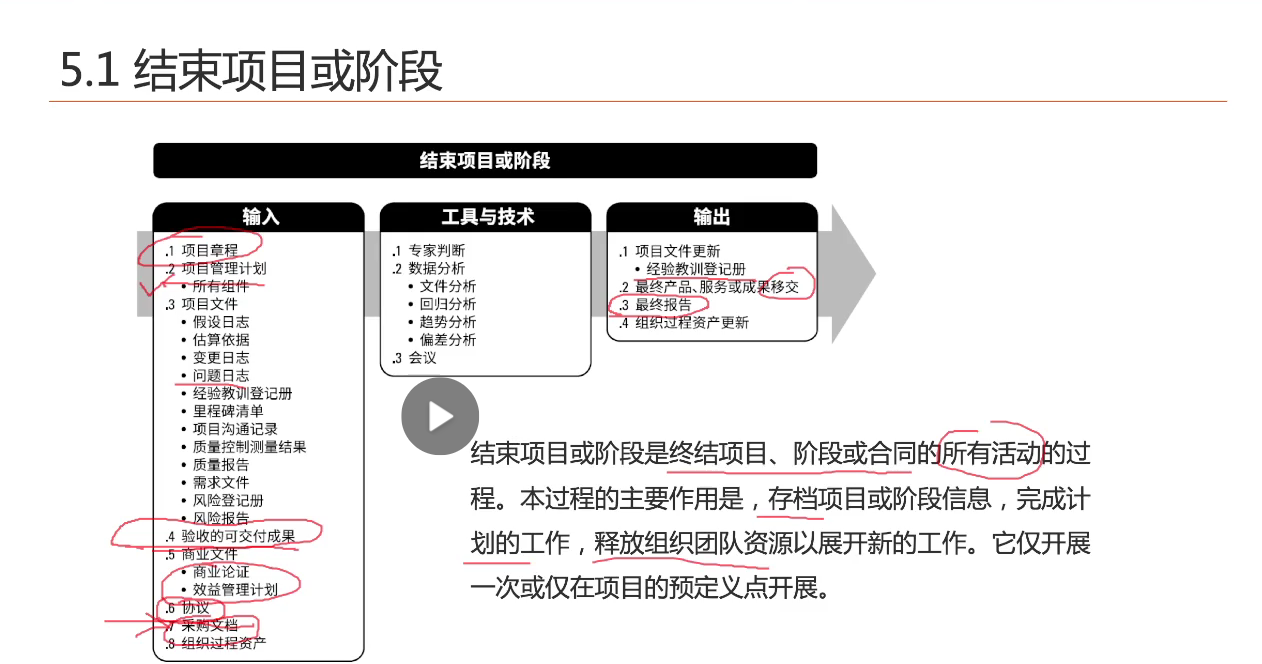 5.1 结束项目或阶段
结束项目或阶段
输入
.1 项目章程
.2 项目管理计划
• 所有组件
.3 项目文件
• 假设日志
• 估算依据
• 变更日志
• 问题日志
• 经验教训登记册
• 里程碑清单
• 项目沟通记录
• 质量控制测量结果
• 质量报告
• 需求文件
• 风险登记册
• 风险报告
.4 验收的可交付成果
.5 商业文件
• 商业论证
• 效益管理计划
.6 协议
.7 采购文档
.8 组织过程资产
工具与技术
.1 专家判断
.2 数据分析
• 文件分析
• 回归分析
• 趋势分析
• 偏差分析
.3 会议
输出
.1 项目文件更新
• 经验教训登记册
.2 最终产品、服务或成果移交
.3 最终报告
.4 组织过程资产更新
结束项目或阶段是终结项目、阶段或合同的所有活动的过
程。本过程的主要作用是，存档项目或阶段信息，完成计
划的工作，释放组织团队资源以展开新的工作。它仅开展
一次或仅在项目的预定义点开展。